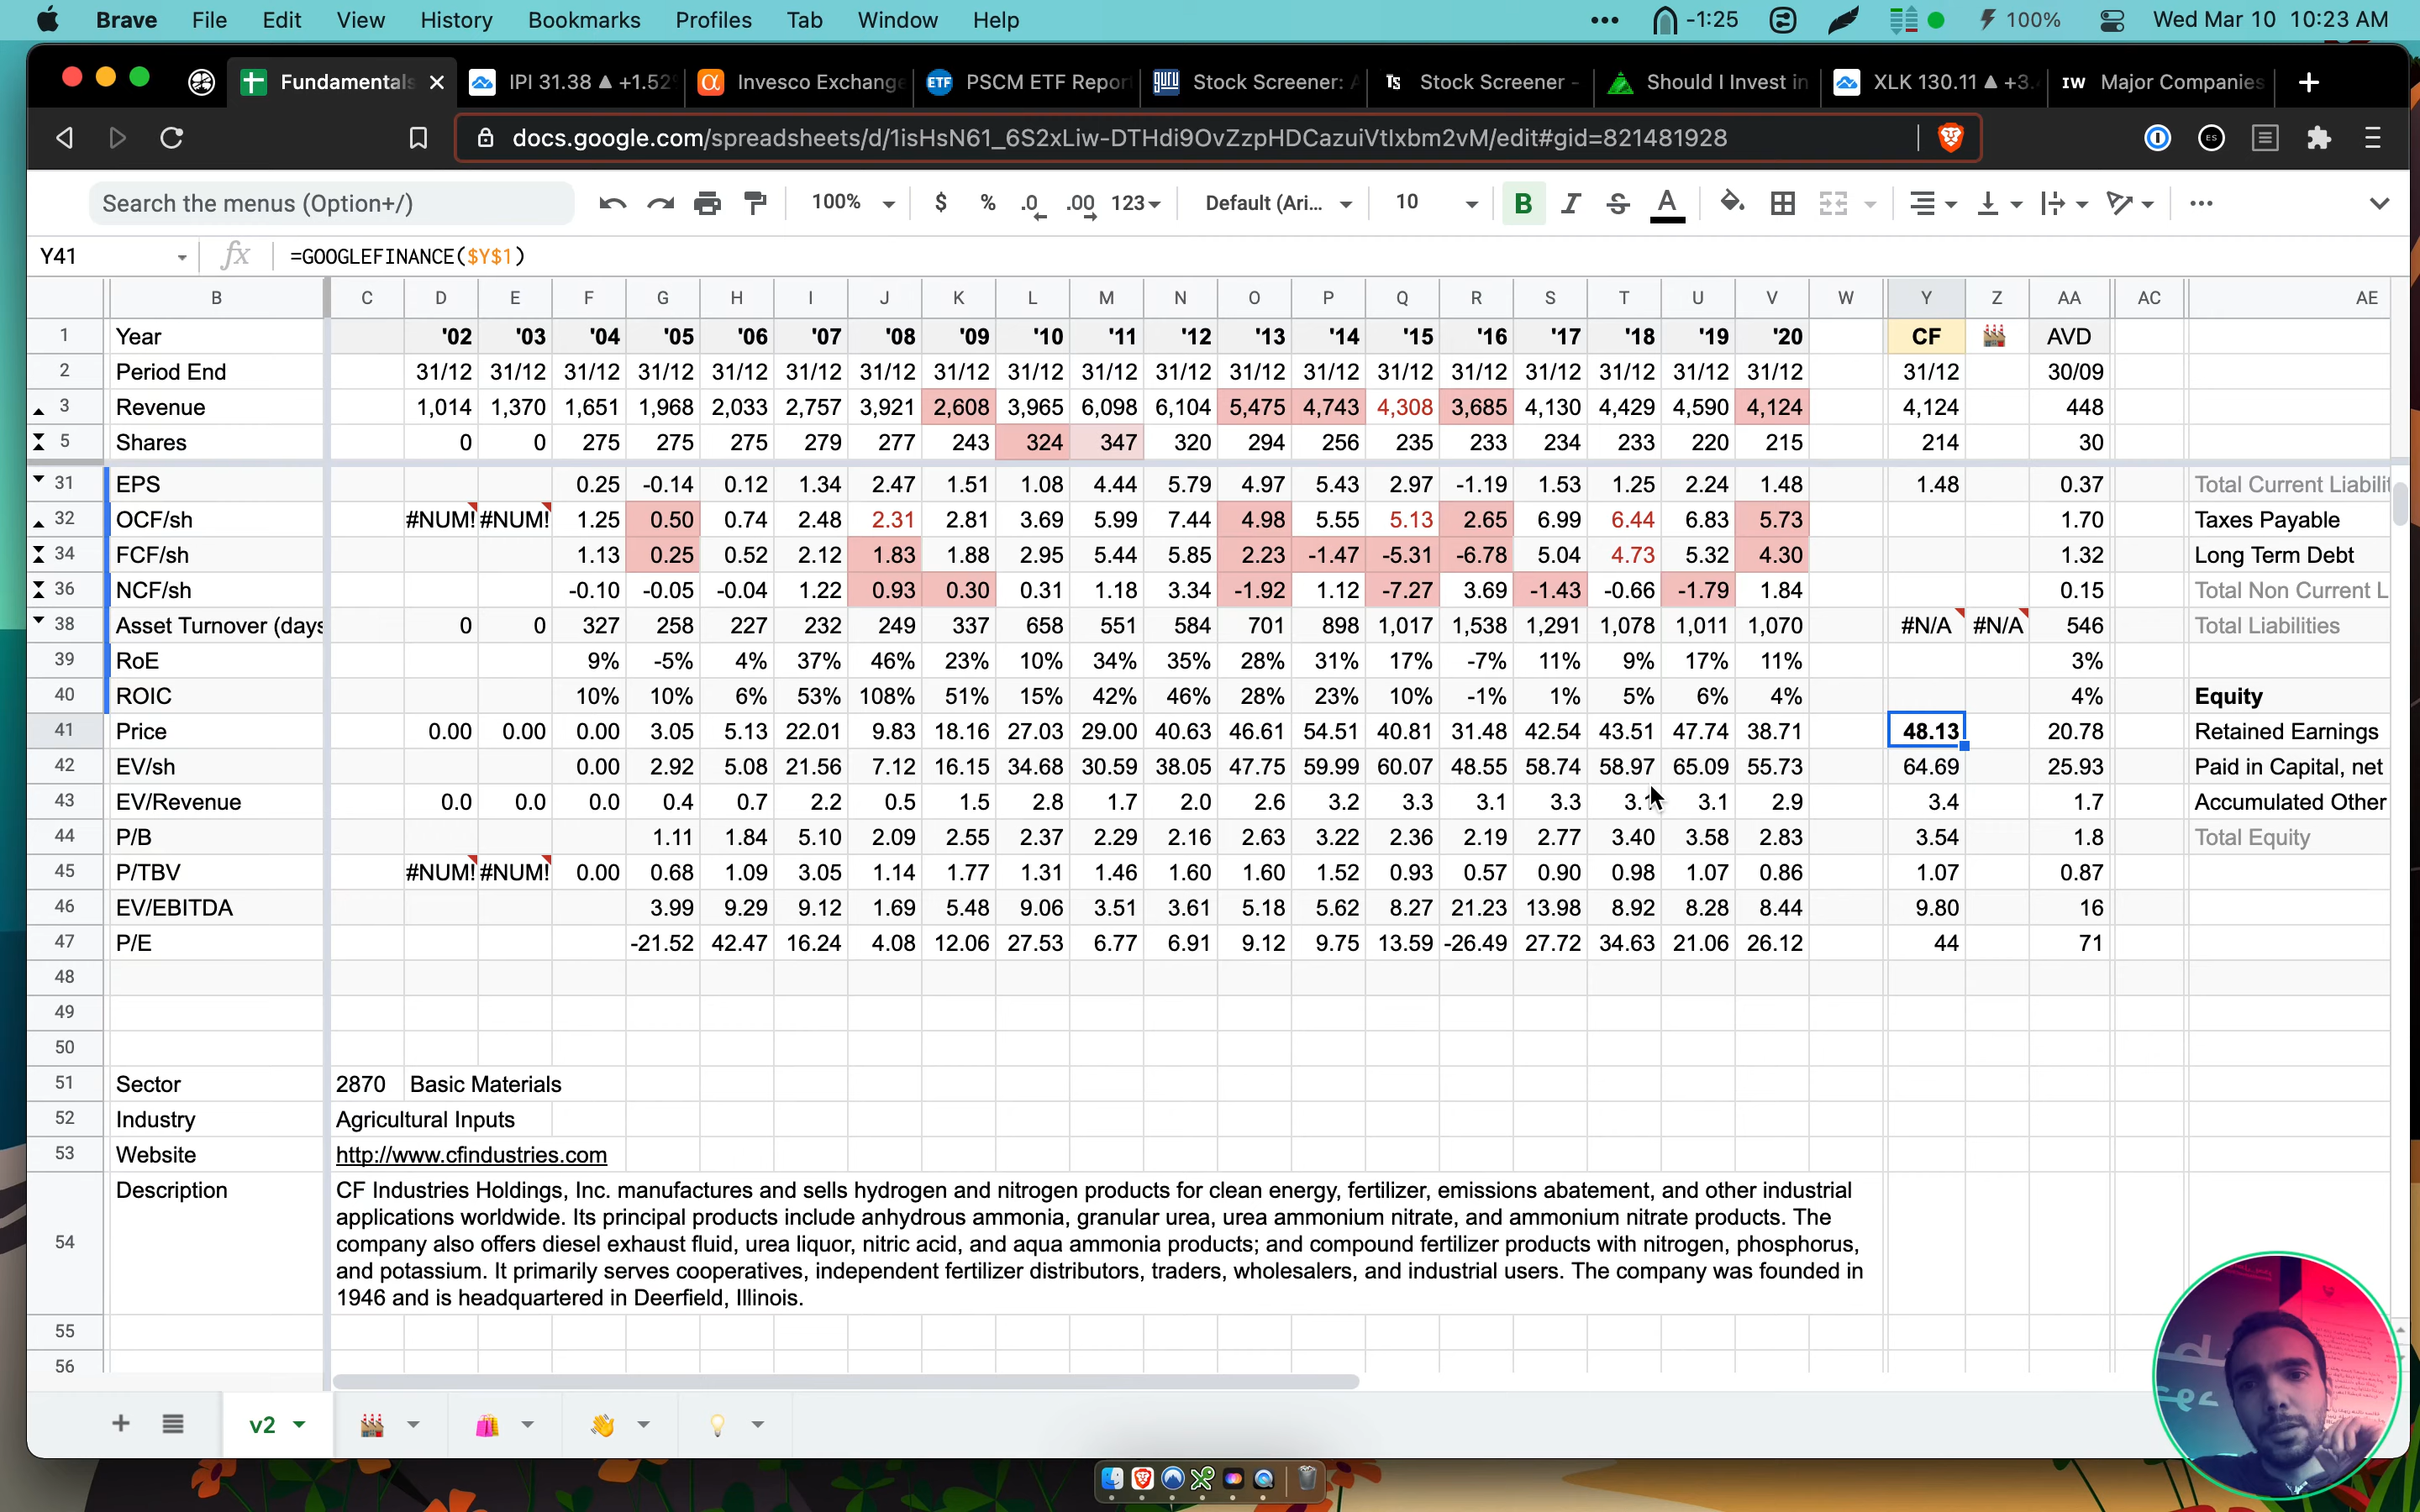 Brave File Edit View History Bookmarks Profiles Tab Window Help ••• -1:25 100% Wed Mar 10 10:23 AM
Fundamentals IPI 31.38 ▲ +1.52 Invesco Exchange ETF PSCM ETF Report guru Stock Screener: A TS Stock Screener - Should I Invest in XLK 130.11 ▲ +3. IW Major Companies
docs.google.com/spreadsheets/d/1isHsN61_6S2xLiw-DTHdi9OvZzpHDCazuiVtIxbm2vM/edit#gid=821481928 ES
Search the menus (Option+/) 100% $ % .0 .00 123 Default (Ari... 10 B I S A
Y41 fx =GOOGLEFINANCE($Y$1)
B C D E F G H I J K L M N O P Q R S T U V W Y Z AA AC AE
1 Year '02 '03 '04 '05 '06 '07 '08 '09 '10 '11 '12 '13 '14 '15 '16 '17 '18 '19 '20 CF 🏭 AVD
2 Period End 31/12 31/12 31/12 31/12 31/12 31/12 31/12 31/12 31/12 31/12 31/12 31/12 31/12 31/12 31/12 31/12 31/12 31/12 31/12 31/12 30/09
3 Revenue 1,014 1,370 1,651 1,968 2,033 2,757 3,921 2,608 3,965 6,098 6,104 5,475 4,743 4,308 3,685 4,130 4,429 4,590 4,124 4,124 448
5 Shares 0 0 275 275 275 279 277 243 324 347 320 294 256 235 233 234 233 220 215 214 30
31 EPS 0.25 -0.14 0.12 1.34 2.47 1.51 1.08 4.44 5.79 4.97 5.43 2.97 -1.19 1.53 1.25 2.24 1.48 1.48 0.37 Total Current Liabilit
32 OCF/sh #NUM! #NUM! 1.25 0.50 0.74 2.48 2.31 2.81 3.69 5.99 7.44 4.98 5.55 5.13 2.65 6.99 6.44 6.83 5.73 1.70 Taxes Payable
34 FCF/sh 1.13 0.25 0.52 2.12 1.83 1.88 2.95 5.44 5.85 2.23 -1.47 -5.31 -6.78 5.04 4.73 5.32 4.30 1.32 Long Term Debt
36 NCF/sh -0.10 -0.05 -0.04 1.22 0.93 0.30 0.31 1.18 3.34 -1.92 1.12 -7.27 3.69 -1.43 -0.66 -1.79 1.84 0.15 Total Non Current L
38 Asset Turnover (days 0 0 327 258 227 232 249 337 658 551 584 701 898 1,017 1,538 1,291 1,078 1,011 1,070 #N/A #N/A 546 Total Liabilities
39 RoE 9% -5% 4% 37% 46% 23% 10% 34% 35% 28% 31% 17% -7% 11% 9% 17% 11% 3%
40 ROIC 10% 10% 6% 53% 108% 51% 15% 42% 46% 28% 23% 10% -1% 1% 5% 6% 4% 4% Equity
41 Price 0.00 0.00 0.00 3.05 5.13 22.01 9.83 18.16 27.03 29.00 40.63 46.61 54.51 40.81 31.48 42.54 43.51 47.74 38.71 48.13 20.78 Retained Earnings
42 EV/sh 0.00 2.92 5.08 21.56 7.12 16.15 34.68 30.59 38.05 47.75 59.99 60.07 48.55 58.74 58.97 65.09 55.73 64.69 25.93 Paid in Capital, net
43 EV/Revenue 0.0 0.0 0.0 0.4 0.7 2.2 0.5 1.5 2.8 1.7 2.0 2.6 3.2 3.3 3.1 3.3 3.1 2.9 3.4 1.7 Accumulated Other
44 P/B 1.11 1.84 5.10 2.09 2.55 2.37 2.29 2.16 2.63 3.22 2.36 2.19 2.77 3.40 3.58 2.83 3.54 1.8 Total Equity
45 P/TBV #NUM! #NUM! 0.00 0.68 1.09 3.05 1.14 1.77 1.31 1.46 1.60 1.60 1.52 0.93 0.57 0.90 0.98 1.07 0.86 1.07 0.87
46 EV/EBITDA 3.99 9.29 9.12 1.69 5.48 9.06 3.51 3.61 5.18 5.62 8.27 21.23 13.98 8.92 8.28 8.44 9.80 16
47 P/E -21.52 42.47 16.24 4.08 12.06 27.53 6.77 6.91 9.12 9.75 13.59 -26.49 27.72 34.63 21.06 26.12 44 71
48
49
50
51 Sector 2870 Basic Materials
52 Industry Agricultural Inputs
53 Website http://www.cfindustries.com
54 Description CF Industries Holdings, Inc. manufactures and sells hydrogen and nitrogen products for clean energy, fertilizer, emissions abatement, and other industrial
applications worldwide. Its principal products include anhydrous ammonia, granular urea, urea ammonium nitrate, and ammonium nitrate products. The
company also offers diesel exhaust fluid, urea liquor, nitric acid, and aqua ammonia products; and compound fertilizer products with nitrogen, phosphorus,
and potassium. It primarily serves cooperatives, independent fertilizer distributors, traders, wholesalers, and industrial users. The company was founded in
1946 and is headquartered in Deerfield, Illinois.
55
56
v2